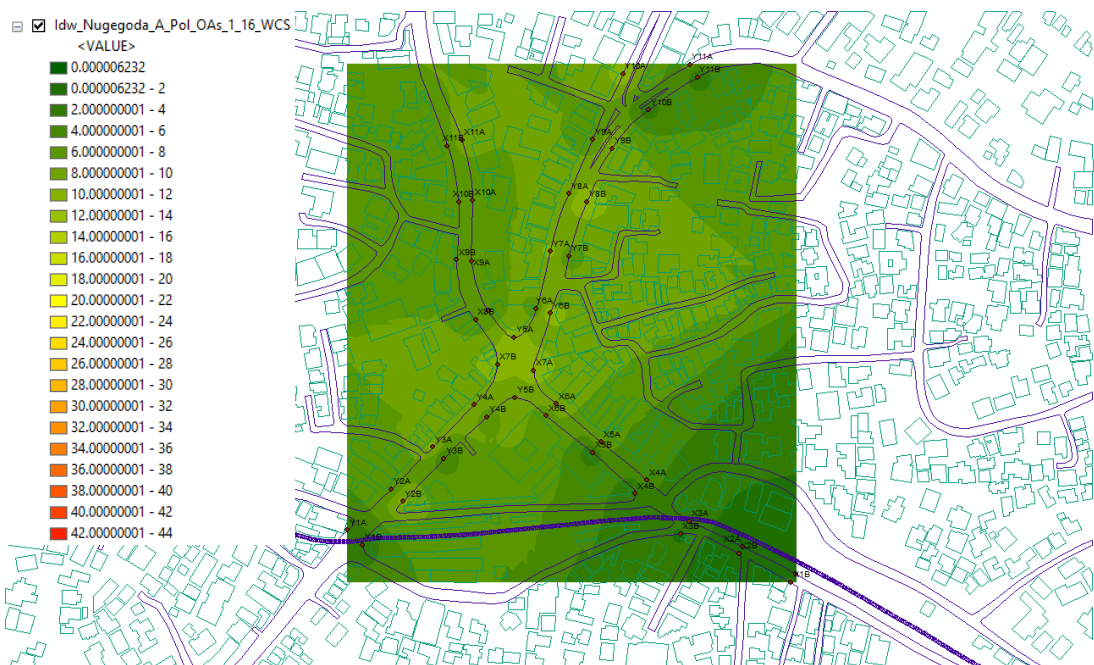 Idw_Nugegoda_A_Pol_OAs_1_16_WCS
<VALUE>
0.000006232
0.000006232 - 2
2.000000001 - 4
4.000000001 - 6
6.000000001 - 8
8.000000001 - 10
10.00000001 - 12
12.00000001 - 14
14.00000001 - 16
16.00000001 - 18
18.00000001 - 20
20.00000001 - 22
22.00000001 - 24
24.00000001 - 26
26.00000001 - 28
28.00000001 - 30
30.00000001 - 32
32.00000001 - 34
34.00000001 - 36
36.00000001 - 38
38.00000001 - 40
40.00000001 - 42
42.00000001 - 44
Y11A
Y10A
Y11B
Y10B
X11A
X11B
Y9A
Y9B
X10A
X10B
Y8A
Y8B
Y7A
Y7B
X9B
X9A
Y6A
Y6B
X8B
Y5A
X7B
X7A
Y5B
Y4A
Y4B
X6A
X6B
Y3A
Y3B
X5A
X5B
X4A
X4B
Y2A
Y2B
Y1A
Y1B
X3A
X3B
X2A
X2B
X1B